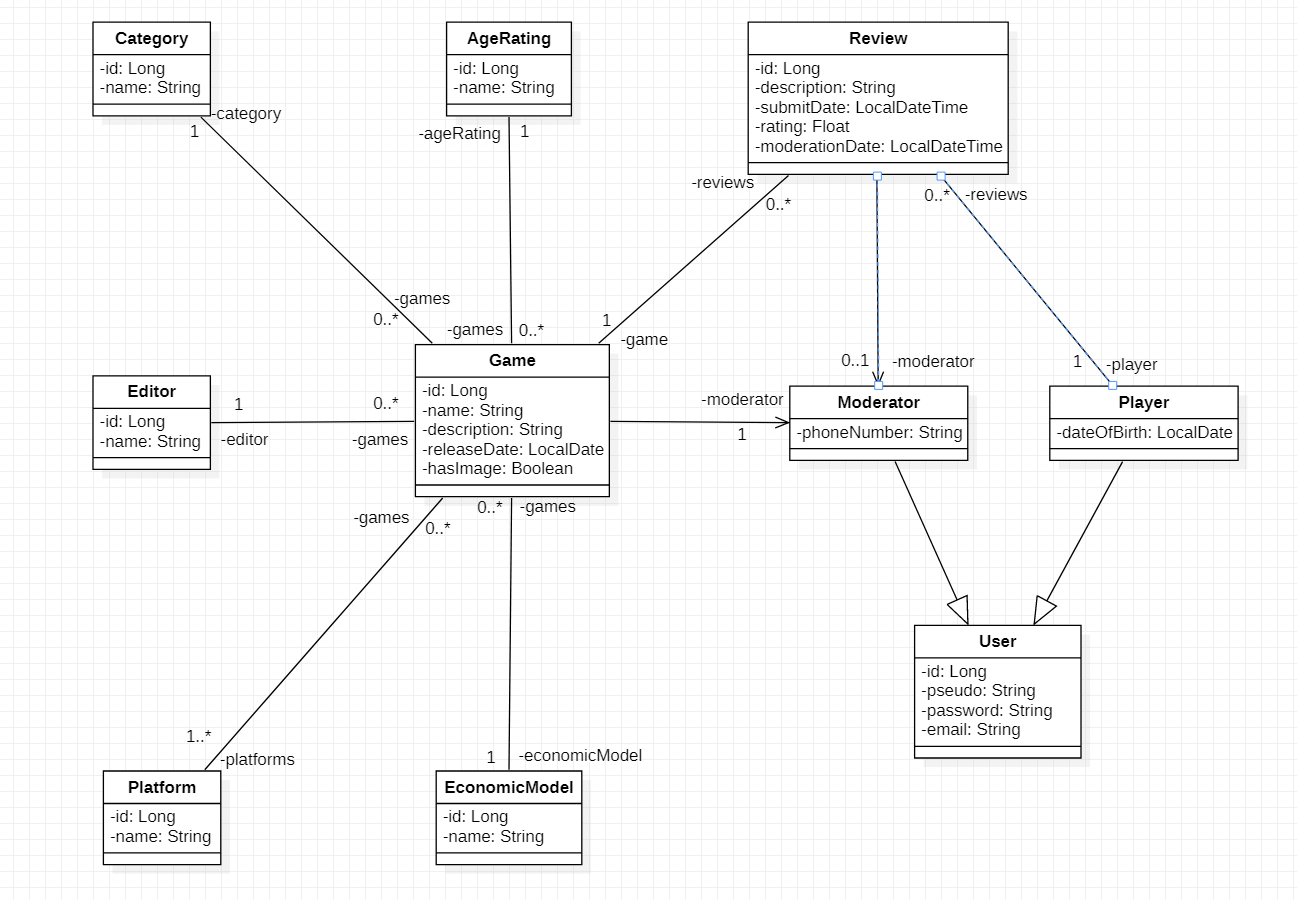 Category
-id: Long
-name: String
-category
1
AgeRating
-id: Long
-name: String
-ageRating
1
Review
-id: Long
-description: String
-submitDate: LocalDateTime
-rating: Float
-moderationDate: LocalDateTime
-reviews
0..*
0..*
-reviews
-games
0..*
-games
0..*
1
-game
0..1
-moderator
1
-player
Editor
-id: Long
-name: String
1
-editor
0..*
-games
Game
-id: Long
-name: String
-description: String
-releaseDate: LocalDate
-hasImage: Boolean
-moderator
1
Moderator
-phoneNumber: String
Player
-dateOfBirth: LocalDate
-games
0..*
0..*
-games
User
-id: Long
-pseudo: String
-password: String
-email: String
1..*
-platforms
1
-economicModel
Platform
-id: Long
-name: String
EconomicModel
-id: Long
-name: String